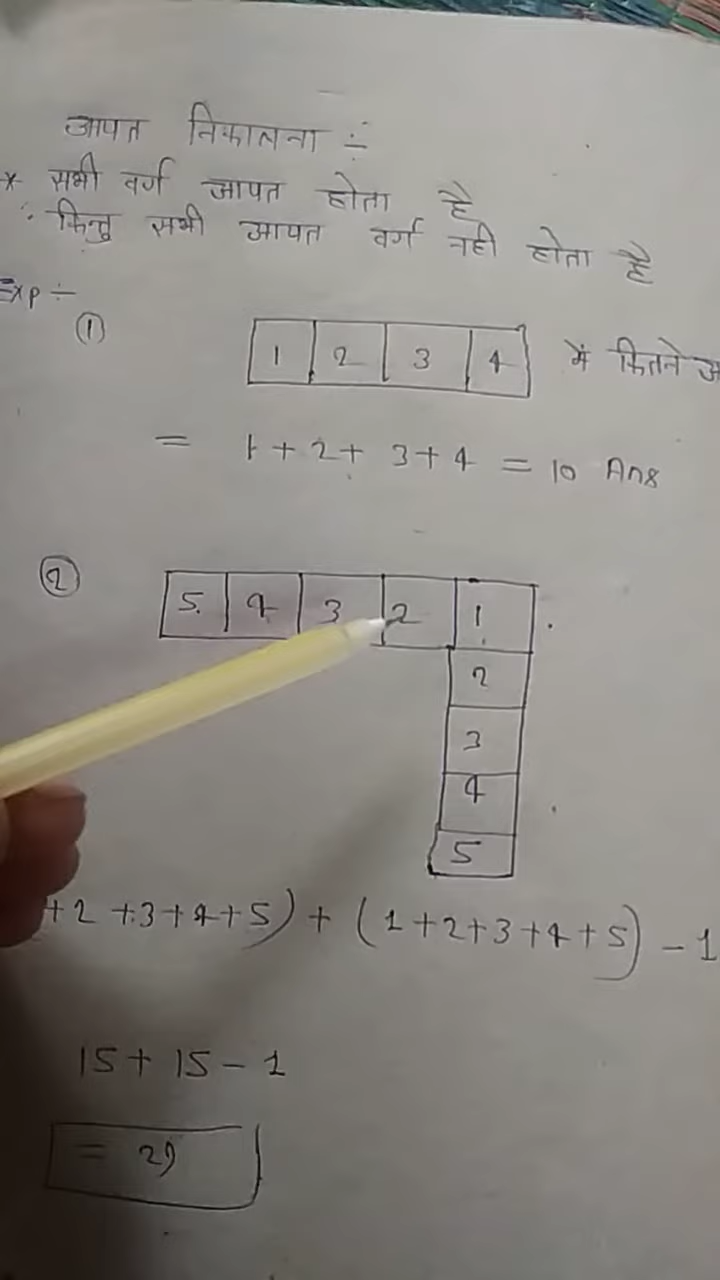 आयत निकालना ÷
* सभी वर्ग आयत होता है
∴ किन्तु सभी आयत वर्ग नही होता है
Exp ÷
① 1 2 3 4 में कितने
= 1 + 2 + 3 + 4 = 10 Ans
② 5 4 3 2 1
2
3
4
5
+ 2 + 3 + 4 + 5) + (1 + 2 + 3 + 4 + 5) - 1
15 + 15 - 1
= 29